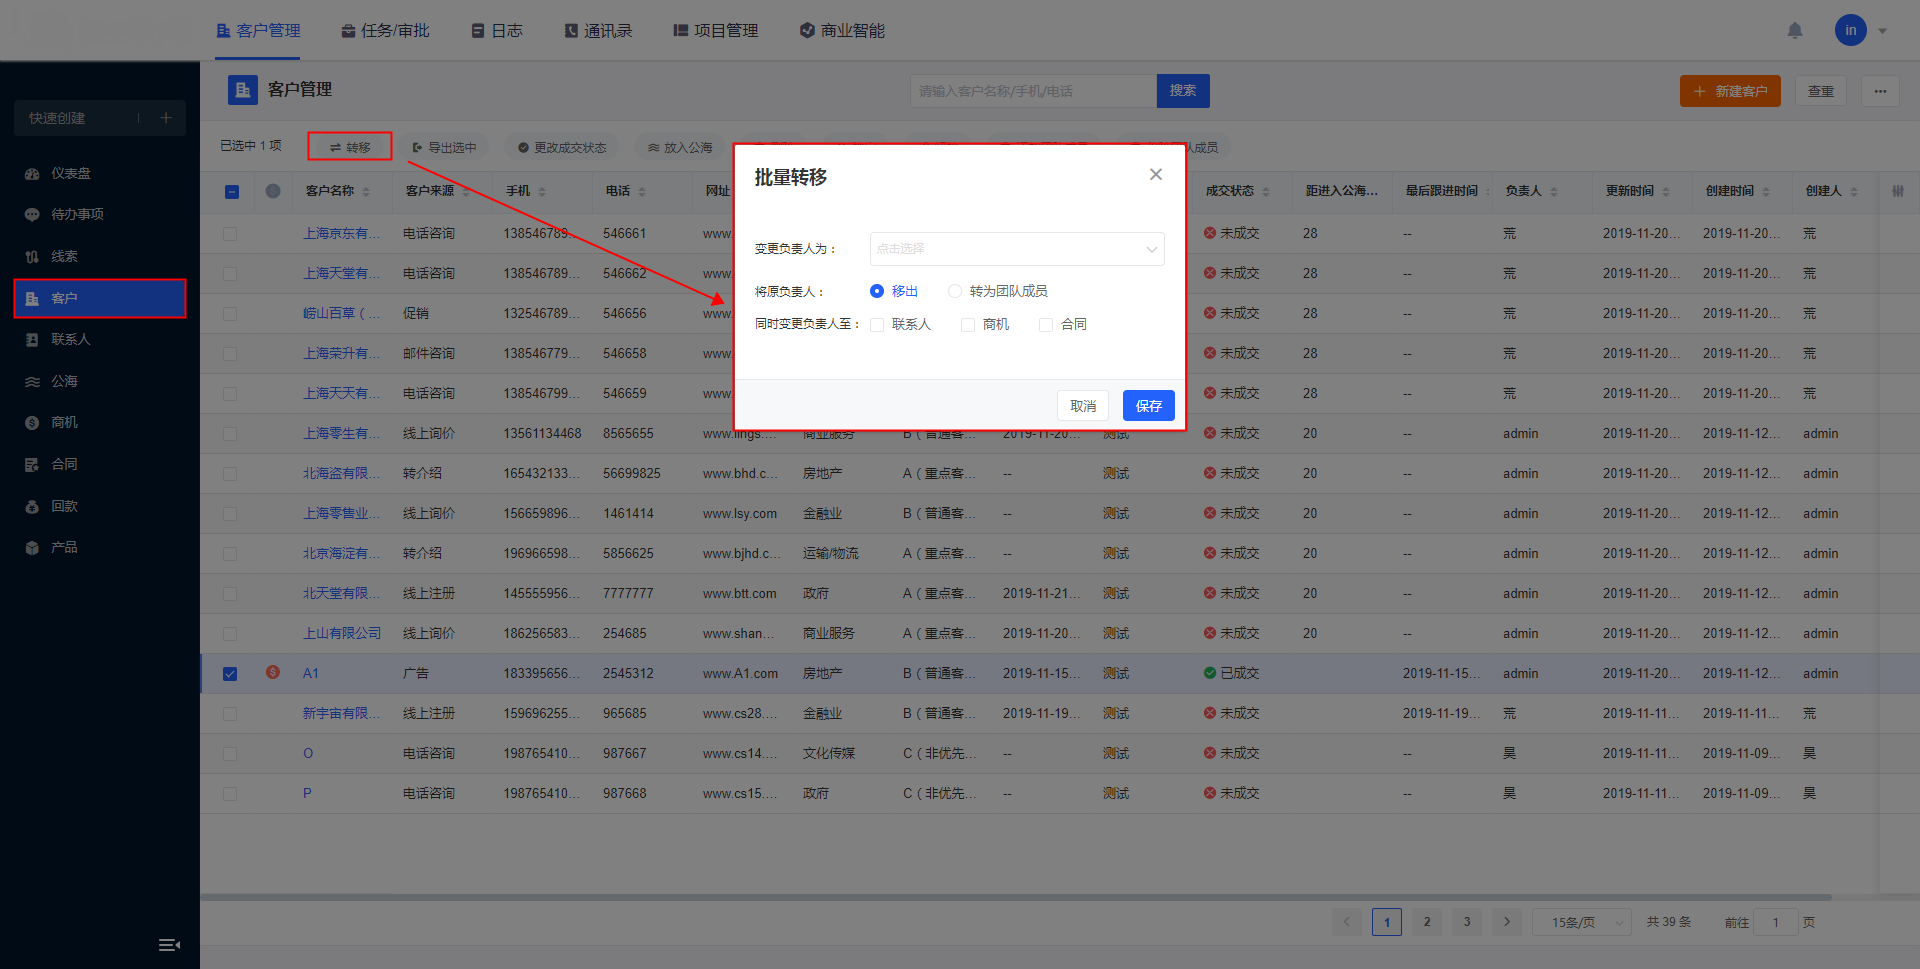 客户管理 任务/审批 日志 通讯录 项目管理 商业智能 in
客户管理 请输入客户名称/手机/电话 搜索 + 新建客户 查重 ...
快速创建 | +
仪表盘
待办事项
线索
客户
联系人
公海
商机
合同
回款
产品
已选中 1 项 转移 导出选中 更改成交状态 放入公海
客户名称 客户来源 手机 电话 网址 成交状态 距进入公海... 最后跟进时间 负责人 更新时间 创建时间 创建人
批量转移
变更负责人为： 点击选择
将原负责人： 移出 转为团队成员
同时变更负责人至： 联系人 商机 合同
取消 保存
上海京东有... 电话咨询 138546789... 546661 www. 未成交 28 -- 荒 2019-11-20... 2019-11-20... 荒
上海天堂有... 电话咨询 138546789... 546662 www. 未成交 28 -- 荒 2019-11-20... 2019-11-20... 荒
崂山百草（... 促销 132546789... 546656 www. 未成交 28 -- 荒 2019-11-20... 2019-11-20... 荒
上海荣升有... 邮件咨询 138546779... 546658 www. 未成交 28 -- 荒 2019-11-20... 2019-11-20... 荒
上海天天有... 电话咨询 138546799... 546659 www. 未成交 28 -- 荒 2019-11-20... 2019-11-20... 荒
上海零生有... 线上询价 13561134468 8565655 www.lings.... 商业服务 B（普通客... 2019-11-20... 测试 未成交 20 -- admin 2019-11-20... 2019-11-12... admin
北海盗有限... 转介绍 165432133... 56699825 www.bhd.c... 房地产 A（重点客... -- 测试 未成交 20 -- admin 2019-11-20... 2019-11-12... admin
上海零售业... 线上询价 156659896... 1461414 www.lsy.com 金融业 B（普通客... -- 测试 未成交 20 -- admin 2019-11-20... 2019-11-12... admin
北京海淀有... 转介绍 196966598... 5856625 www.bjhd.c... 运输/物流 A（重点客... -- 测试 未成交 20 -- admin 2019-11-20... 2019-11-12... admin
北天堂有限... 线上注册 145555956... 7777777 www.btt.com 政府 A（重点客... 2019-11-21... 测试 未成交 20 -- admin 2019-11-20... 2019-11-12... admin
上山有限公司 线上询价 186256583... 254685 www.shan... 商业服务 A（重点客... 2019-11-20... 测试 未成交 20 -- admin 2019-11-20... 2019-11-12... admin
A1 广告 183395656... 2545312 www.A1.com 房地产 B（普通客... 2019-11-15... 测试 已成交 2019-11-15... admin 2019-11-20... 2019-11-12... admin
新宇宙有限... 线上注册 159696255... 965685 www.cs28.... 金融业 B（普通客... 2019-11-19... 测试 未成交 2019-11-19... 荒 2019-11-11... 2019-11-11... 荒
O 电话咨询 198765410... 987667 www.cs14.... 文化传媒 C（非优先... -- 测试 未成交 -- 昊 2019-11-11... 2019-11-09... 昊
P 电话咨询 198765410... 987668 www.cs15.... 政府 C（非优先... -- 测试 未成交 -- 昊 2019-11-11... 2019-11-09... 昊
1 2 3 15条/页 共 39 条 前往 1 页